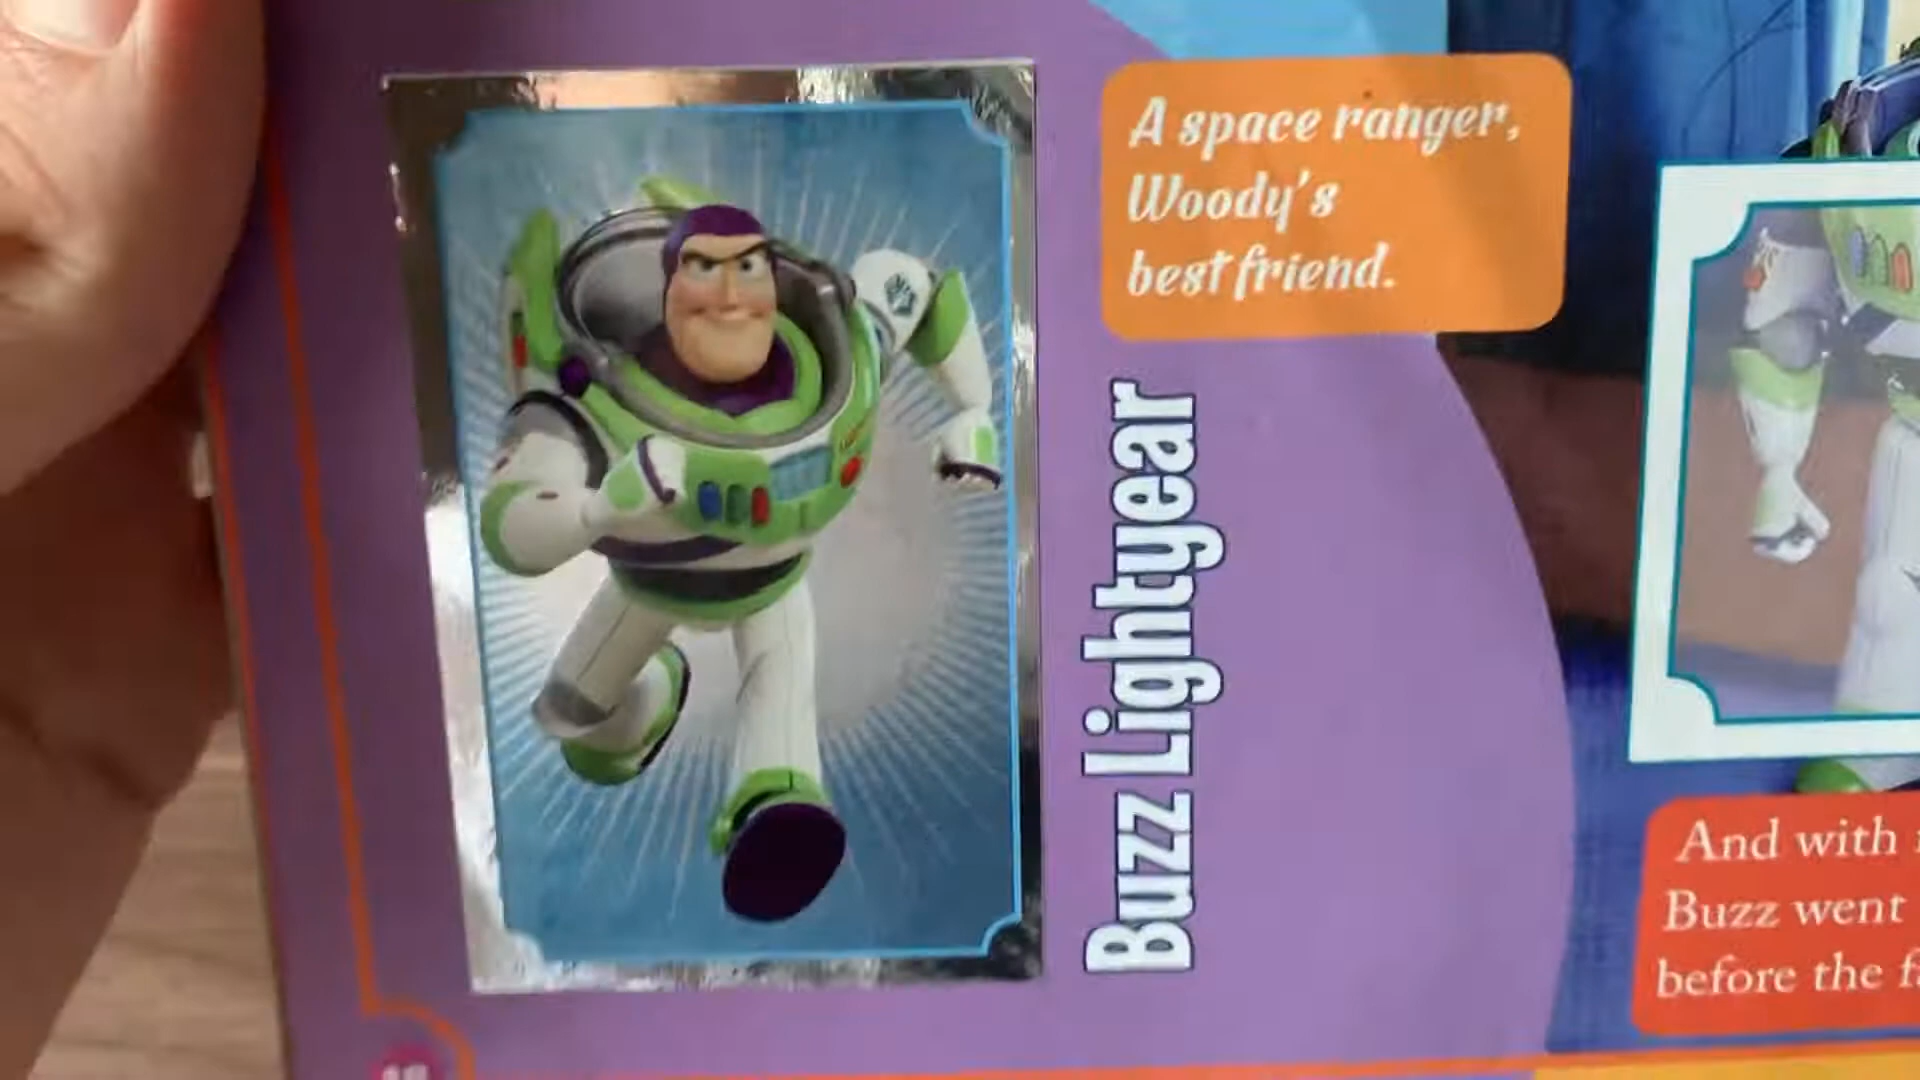 A space ranger,
Woody's
best friend.
Buzz Lightyear
And with
Buzz went
before the